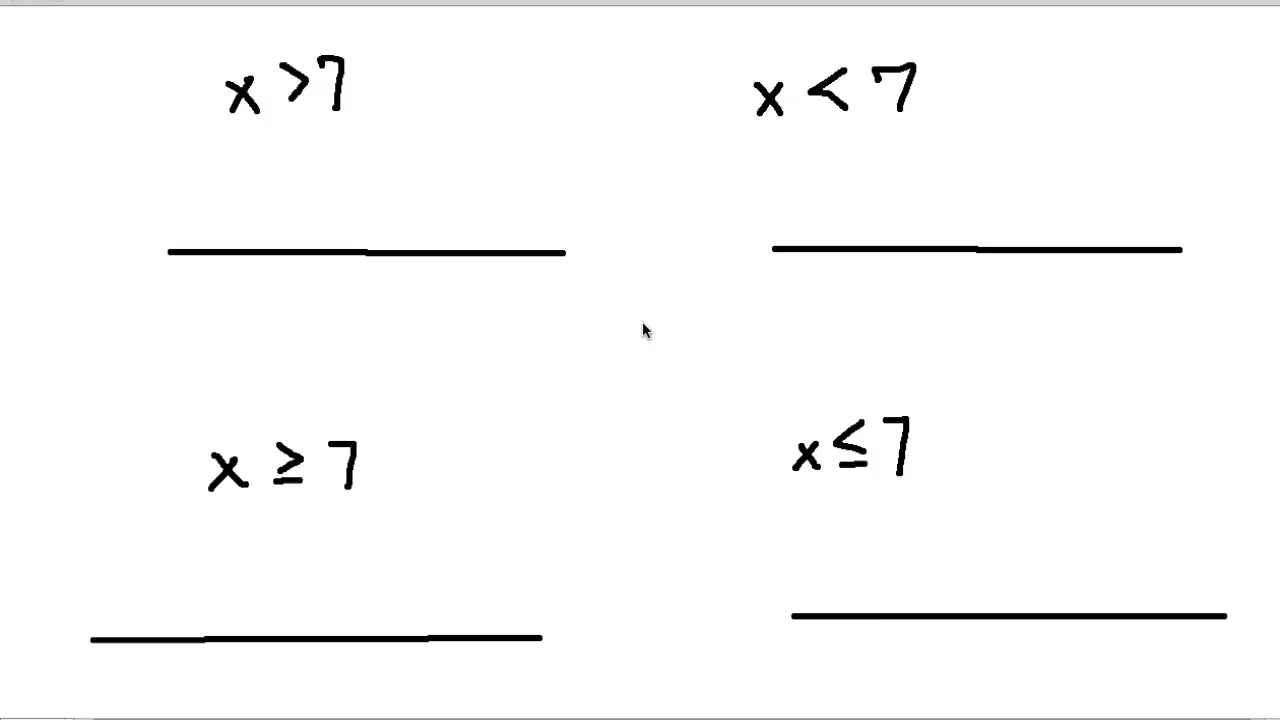 x > 7
x < 7
x ≥ 7
x ≤ 7